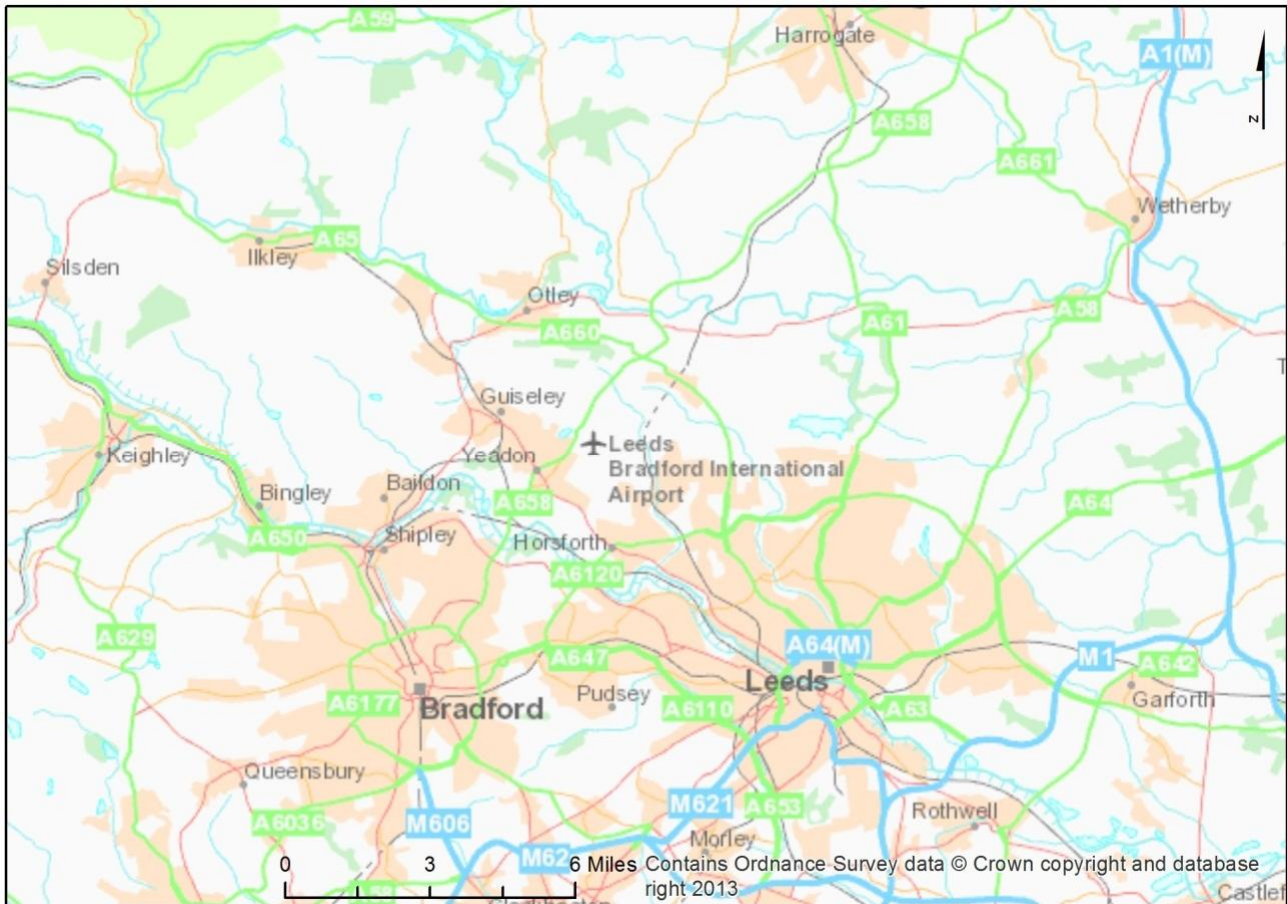 A59
Harrogate
A1(M)
N
A658
A661
Wetherby
A65
Ilkley
Silsden
Otley
A660
A61
A58
Guiseley
Leeds
Bradford International
Airport
Yeadon
Keighley
Baildon
Bingley
A658
A64
A650
Shipley
Horsforth
A6120
A629
A64(M)
A647
M1
A642
Leeds
Pudsey
Garforth
A6177
Bradford
A6110
A63
Queensbury
M621
A653
Rothwell
A6036
M606
Morley
M62
0 3 6 Miles
Contains Ordnance Survey data © Crown copyright and database
right 2013